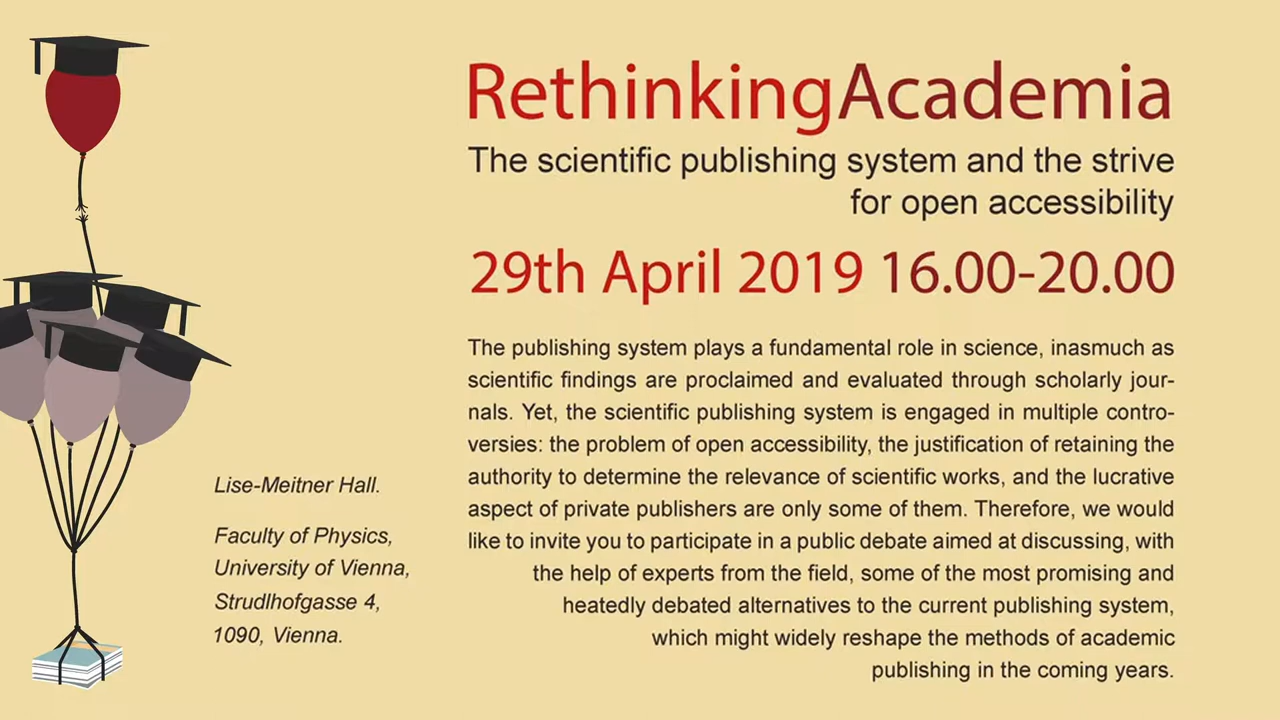 RethinkingAcademia
The scientific publishing system and the strive
for open accessibility
29th April 2019 16.00-20.00
The publishing system plays a fundamental role in science, inasmuch as
scientific findings are proclaimed and evaluated through scholarly jour-
nals. Yet, the scientific publishing system is engaged in multiple contro-
versies: the problem of open accessibility, the justification of retaining the
authority to determine the relevance of scientific works, and the lucrative
aspect of private publishers are only some of them. Therefore, we would
like to invite you to participate in a public debate aimed at discussing, with
the help of experts from the field, some of the most promising and
heatedly debated alternatives to the current publishing system,
which might widely reshape the methods of academic
publishing in the coming years.
Lise-Meitner Hall.
Faculty of Physics,
University of Vienna,
Strudlhofgasse 4,
1090, Vienna.